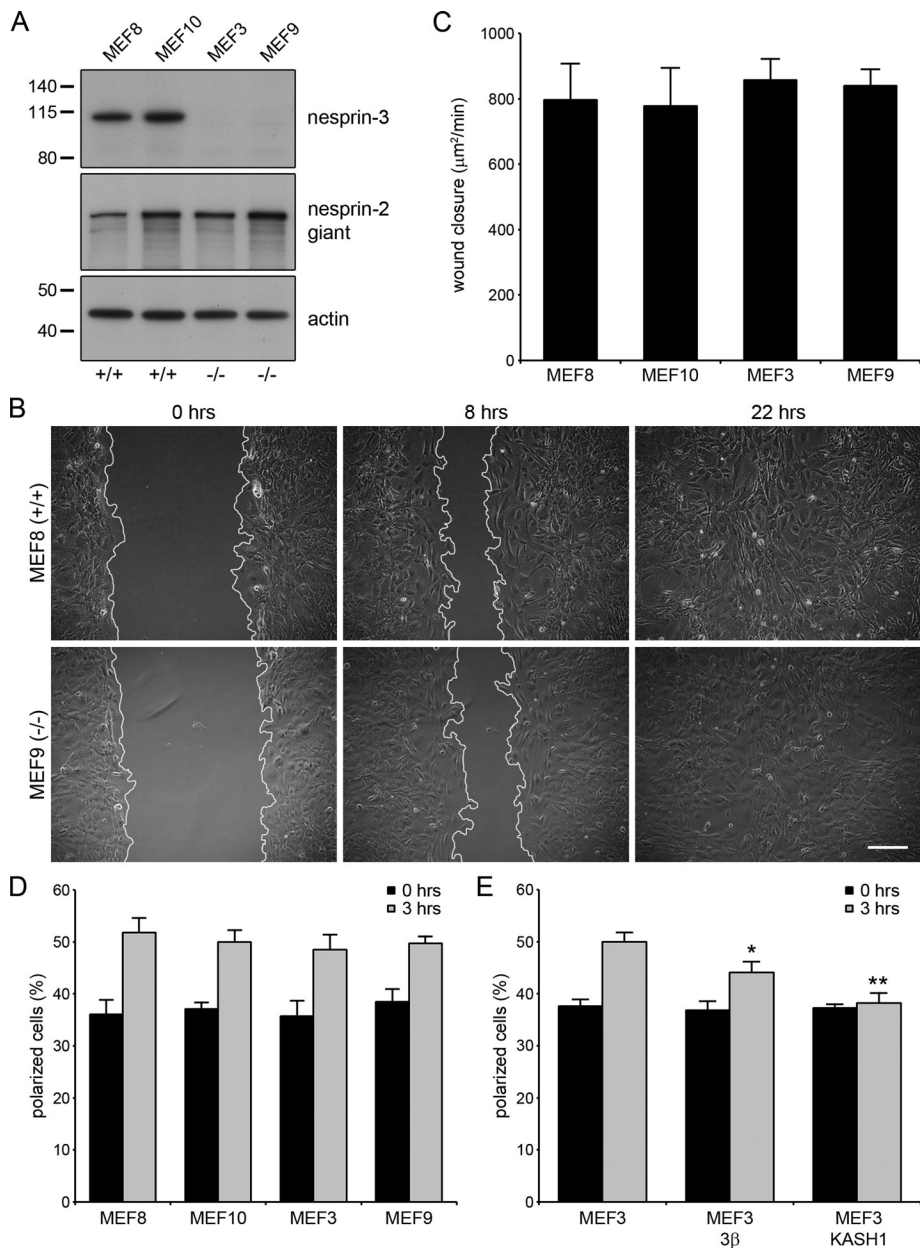 A
MEF8 MEF10 MEF3 MEF9
140
115
80
nesprin-3
nesprin-2
giant
50
40
actin
+/+ +/+ -/- -/-
C
wound closure (μm²/min)
1000
800
600
400
200
0
MEF8 MEF10 MEF3 MEF9
B
0 hrs 8 hrs 22 hrs
MEF8 (+/+)
MEF9 (-/-)
D
0 hrs
3 hrs
polarized cells (%)
60
50
40
30
20
10
0
MEF8 MEF10 MEF3 MEF9
E
0 hrs
3 hrs
polarized cells (%)
60
50
40
30
20
10
0
*
**
MEF3 MEF3 MEF3
3β KASH1